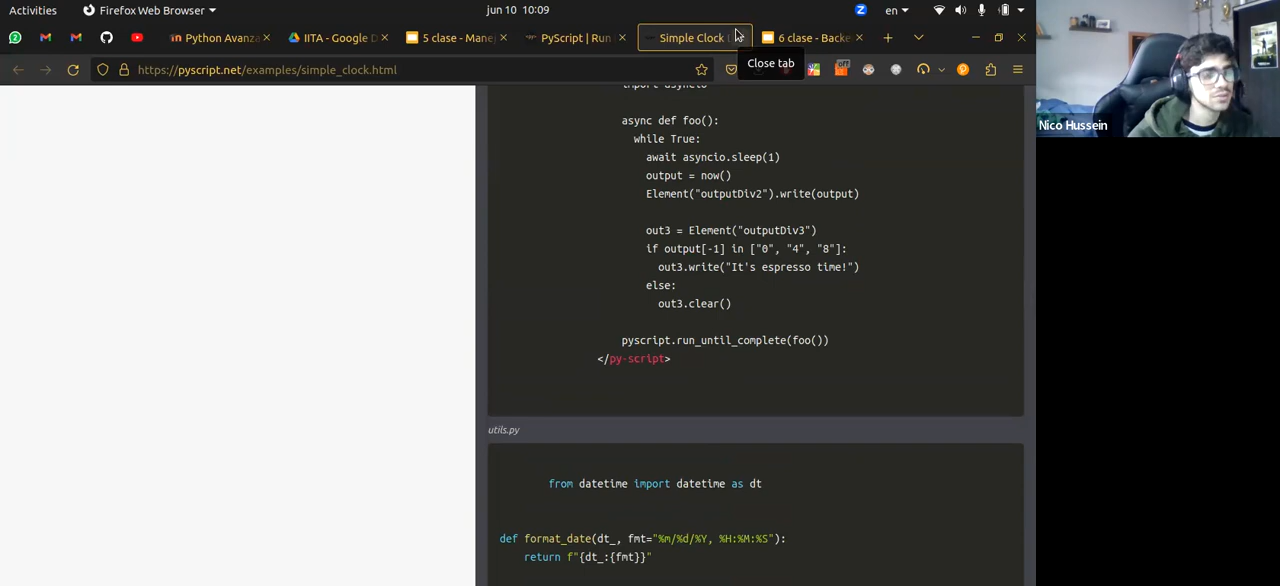 Activities
Firefox Web Browser
jun 10 10:09
en
Python Avanza
IITA - Google D
5 clase - Mane
PyScript | Run
Simple Clock
6 clase - Backe
Close tab
https://pyscript.net/examples/simple_clock.html
off
Nico Hussein
import asyncio
async def foo():
while True:
await asyncio.sleep(1)
output = now()
Element("outputDiv2").write(output)
out3 = Element("outputDiv3")
if output[-1] in ["0", "4", "8"]:
out3.write("It's espresso time!")
else:
out3.clear()
pyscript.run_until_complete(foo())
</py-script>
utils.py
from datetime import datetime as dt
def format_date(dt_, fmt="%m/%d/%Y, %H:%M:%S"):
return f"{dt_:{fmt}}"